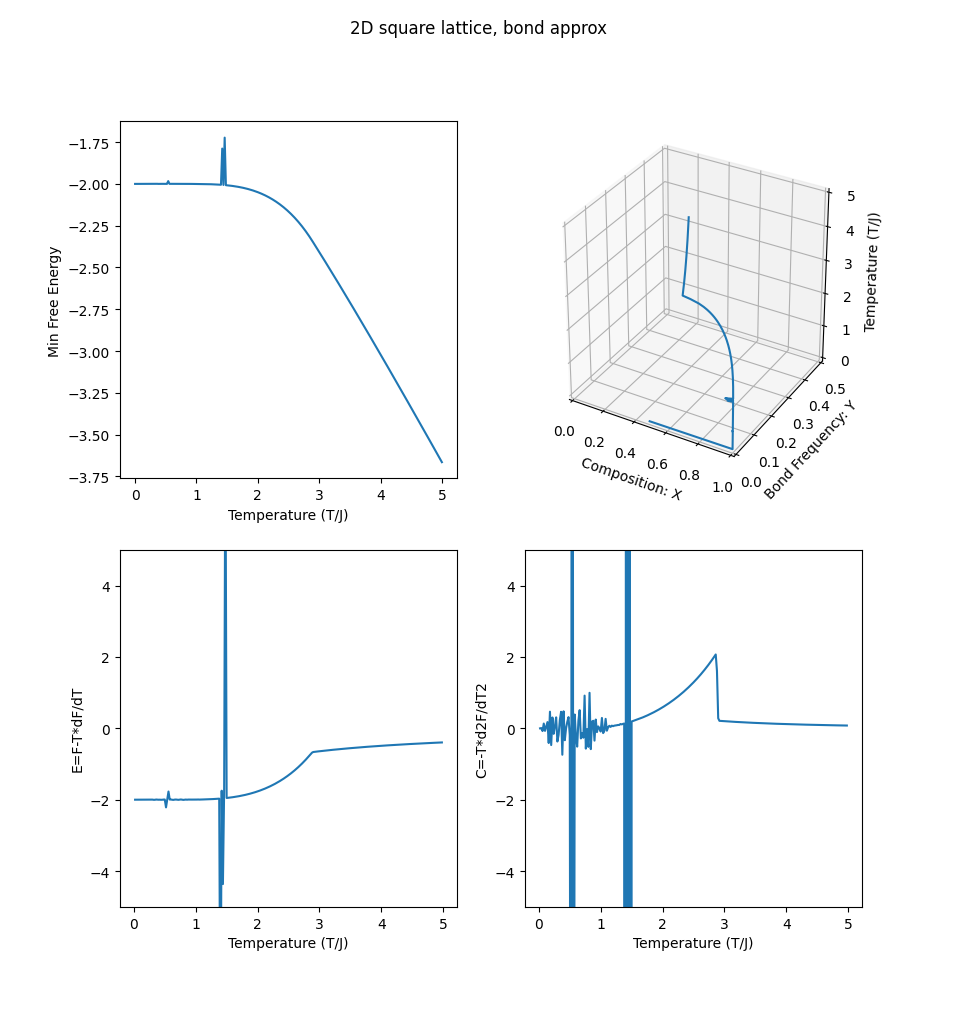 2D square lattice, bond approx
−1.75
−2.00
−2.25
−2.50
−2.75
−3.00
−3.25
−3.50
−3.75
Min Free Energy
0 1 2 3 4 5
Temperature (T/J)
5
4
3
2
1
0
Temperature (T/J)
0.0 0.2 0.4 0.6 0.8 1.0
Composition: X
0.0 0.1 0.2 0.3 0.4 0.5
Bond Frequency: Y
4
2
0
−2
−4
E=F-T*dF/dT
0 1 2 3 4 5
Temperature (T/J)
4
2
0
−2
−4
C=-T*d2F/dT2
0 1 2 3 4 5
Temperature (T/J)